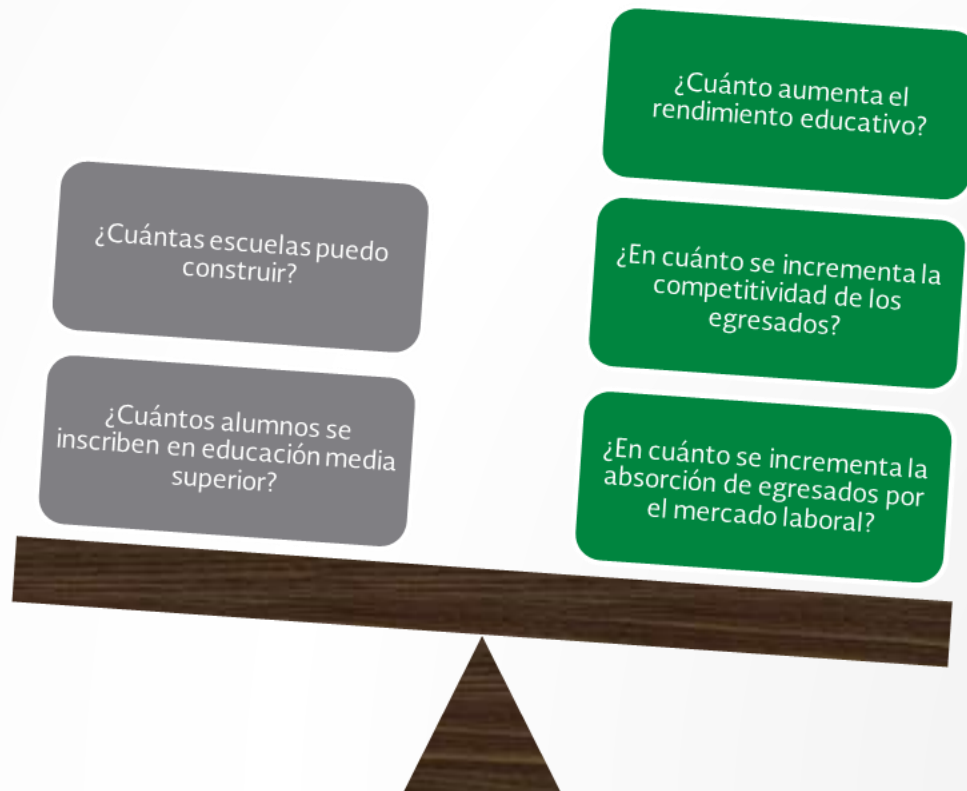 ¿Cuántas escuelas puedo
construir?
¿Cuántos alumnos se
inscriben en educación media
superior?
¿Cuánto aumenta el
rendimiento educativo?
¿En cuánto se incrementa la
competitividad de los
egresados?
¿En cuánto se incrementa la
absorción de egresados por
el mercado laboral?